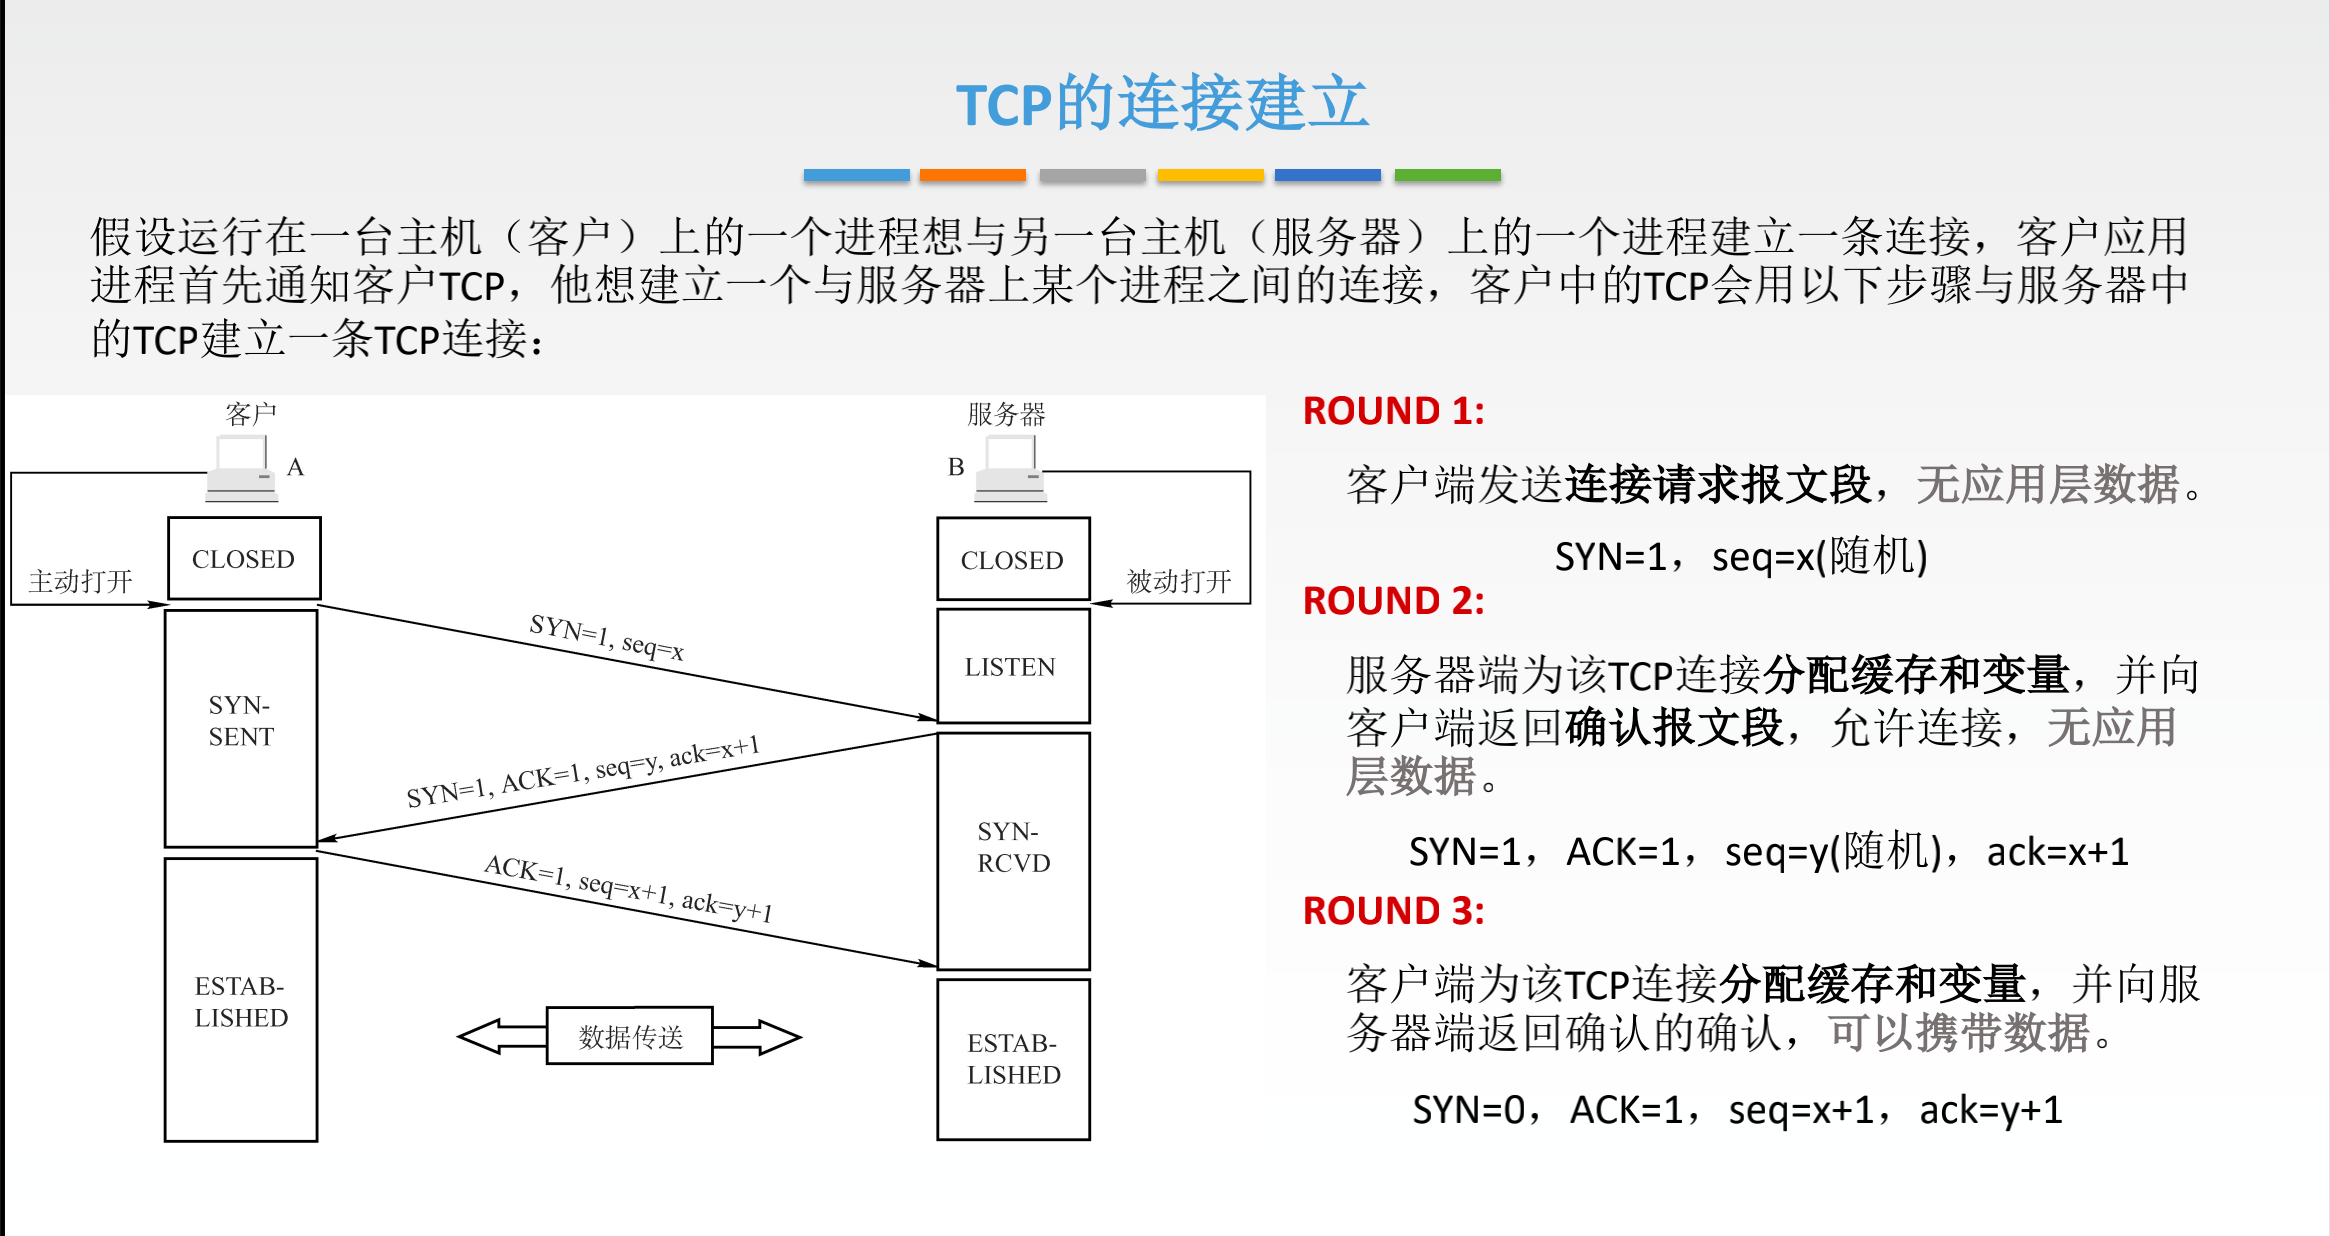 TCP的连接建立
假设运行在一台主机（客户）上的一个进程想与另一台主机（服务器）上的一个进程建立一条连接，客户应用
进程首先通知客户TCP，他想建立一个与服务器上某个进程之间的连接，客户中的TCP会用以下步骤与服务器中
的TCP建立一条TCP连接：
客户
A
服务器
B
CLOSED
CLOSED
主动打开
被动打开
SYN=1, seq=x
LISTEN
SYN-
SENT
SYN=1, ACK=1, seq=y, ack=x+1
SYN-
RCVD
ACK=1, seq=x+1, ack=y+1
ESTAB-
LISHED
数据传送
ESTAB-
LISHED
ROUND 1:
客户端发送连接请求报文段，无应用层数据。
SYN=1，seq=x(随机)
ROUND 2:
服务器端为该TCP连接分配缓存和变量，并向
客户端返回确认报文段，允许连接，无应用
层数据。
SYN=1，ACK=1，seq=y(随机)，ack=x+1
ROUND 3:
客户端为该TCP连接分配缓存和变量，并向服
务器端返回确认的确认，可以携带数据。
SYN=0，ACK=1，seq=x+1，ack=y+1